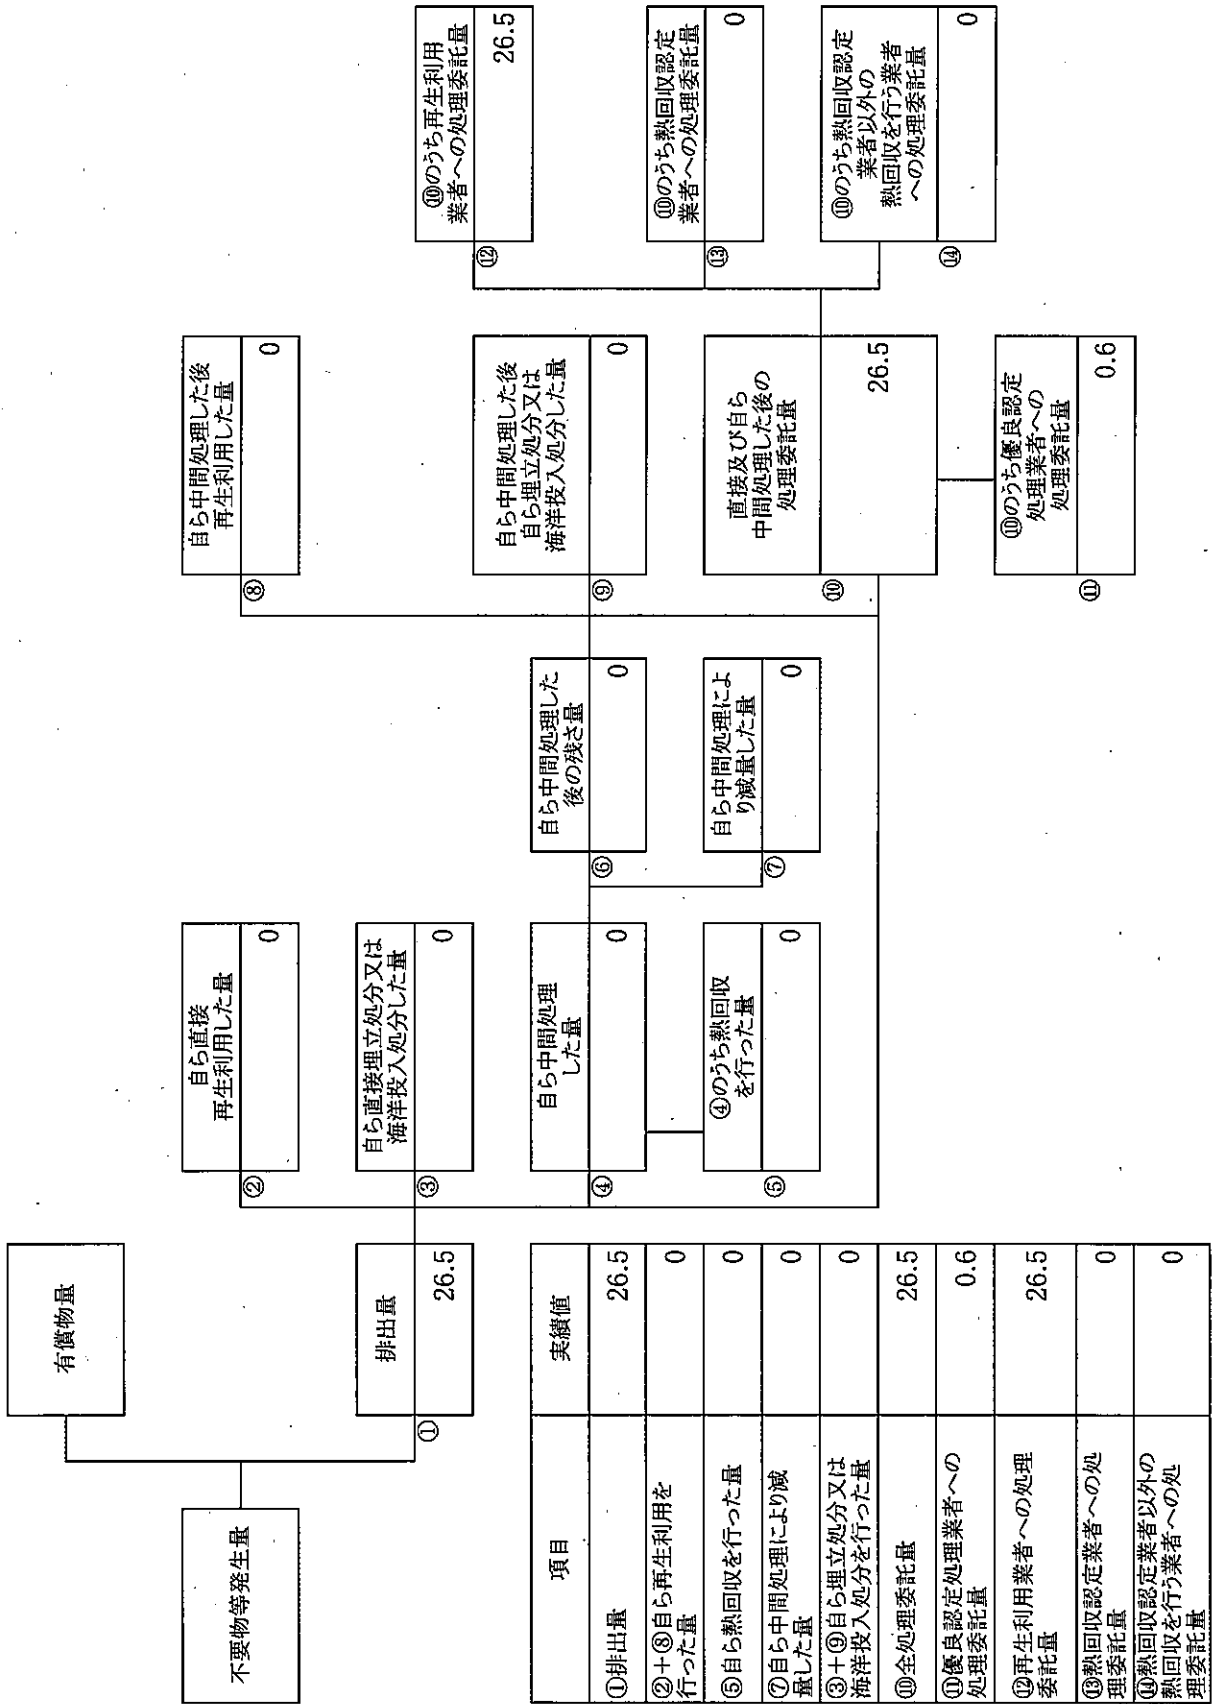 不要物等発生量
有償物量
①
排出量
26.5
②
自ら直接
再生利用した量
0
③
自ら直接埋立処分又は
海洋投入処分した量
0
④
自ら中間処理
した量
0
⑤
④のうち熱回収
を行った量
0
⑥
自ら中間処理した
後の残さ量
0
⑦
自ら中間処理によ
り減量した量
0
⑧
自ら中間処理した後
再生利用した量
0
⑨
自ら中間処理した後
自ら埋立処分又は
海洋投入処分した量
0
⑩
直接及び自ら
中間処理した後の
処理委託量
26.5
⑪
⑩のうち優良認定
処理業者への
処理委託量
0.6
⑫
⑩のうち再生利用
業者への処理委託量
26.5
⑬
⑩のうち熱回収認定
業者への処理委託量
0
⑭
⑩のうち熱回収認定
業者以外の
熱回収を行う業者
への処理委託量
0
項目 実績値
①排出量 26.5
②+⑧自ら再生利用を
行った量 0
⑤自ら熱回収を行った量 0
⑦自ら中間処理により減
量した量 0
③+⑨自ら埋立処分又は
海洋投入処分を行った量 0
⑩全処理委託量 26.5
⑪優良認定処理業者への
処理委託量 0.6
⑫再生利用業者への処理
委託量 26.5
⑬熱回収認定業者への処
理委託量 0
⑭熱回収認定業者以外の
熱回収を行う業者への処
理委託量 0